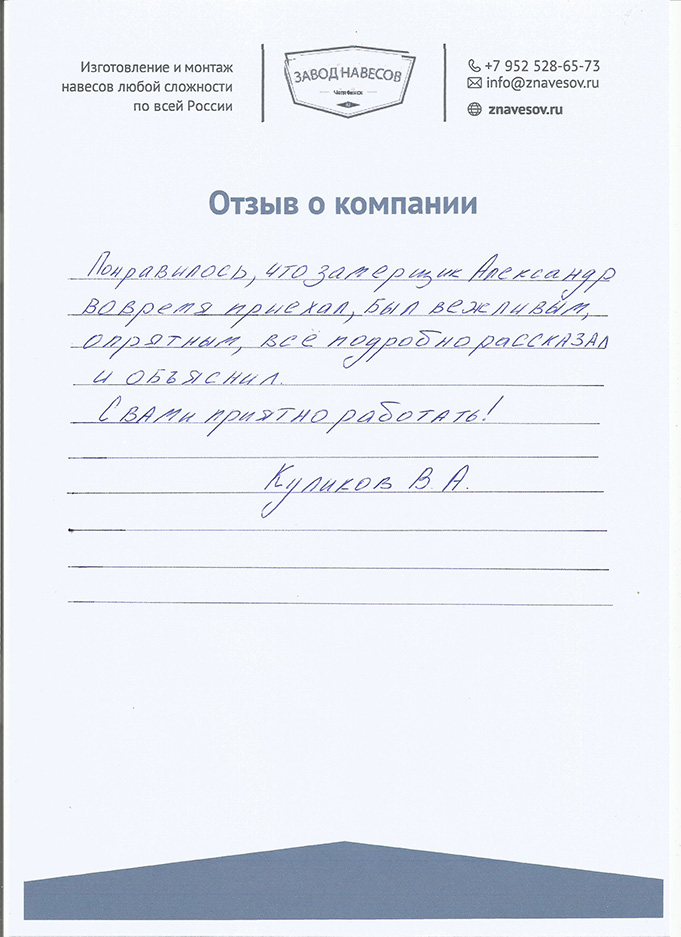 Изготовление и монтаж
навесов любой сложности
по всей России
ЗАВОД НАВЕСОВ
Челябинск
+7 952 528-65-73
info@znavesov.ru
znavesov.ru
Отзыв о компании
Понравилось, что замерщик Александр
вовремя приехал, был вежливым,
опрятным, всё подробно рассказал
и объяснил.
С вами приятно работать!
Куликов В. А.